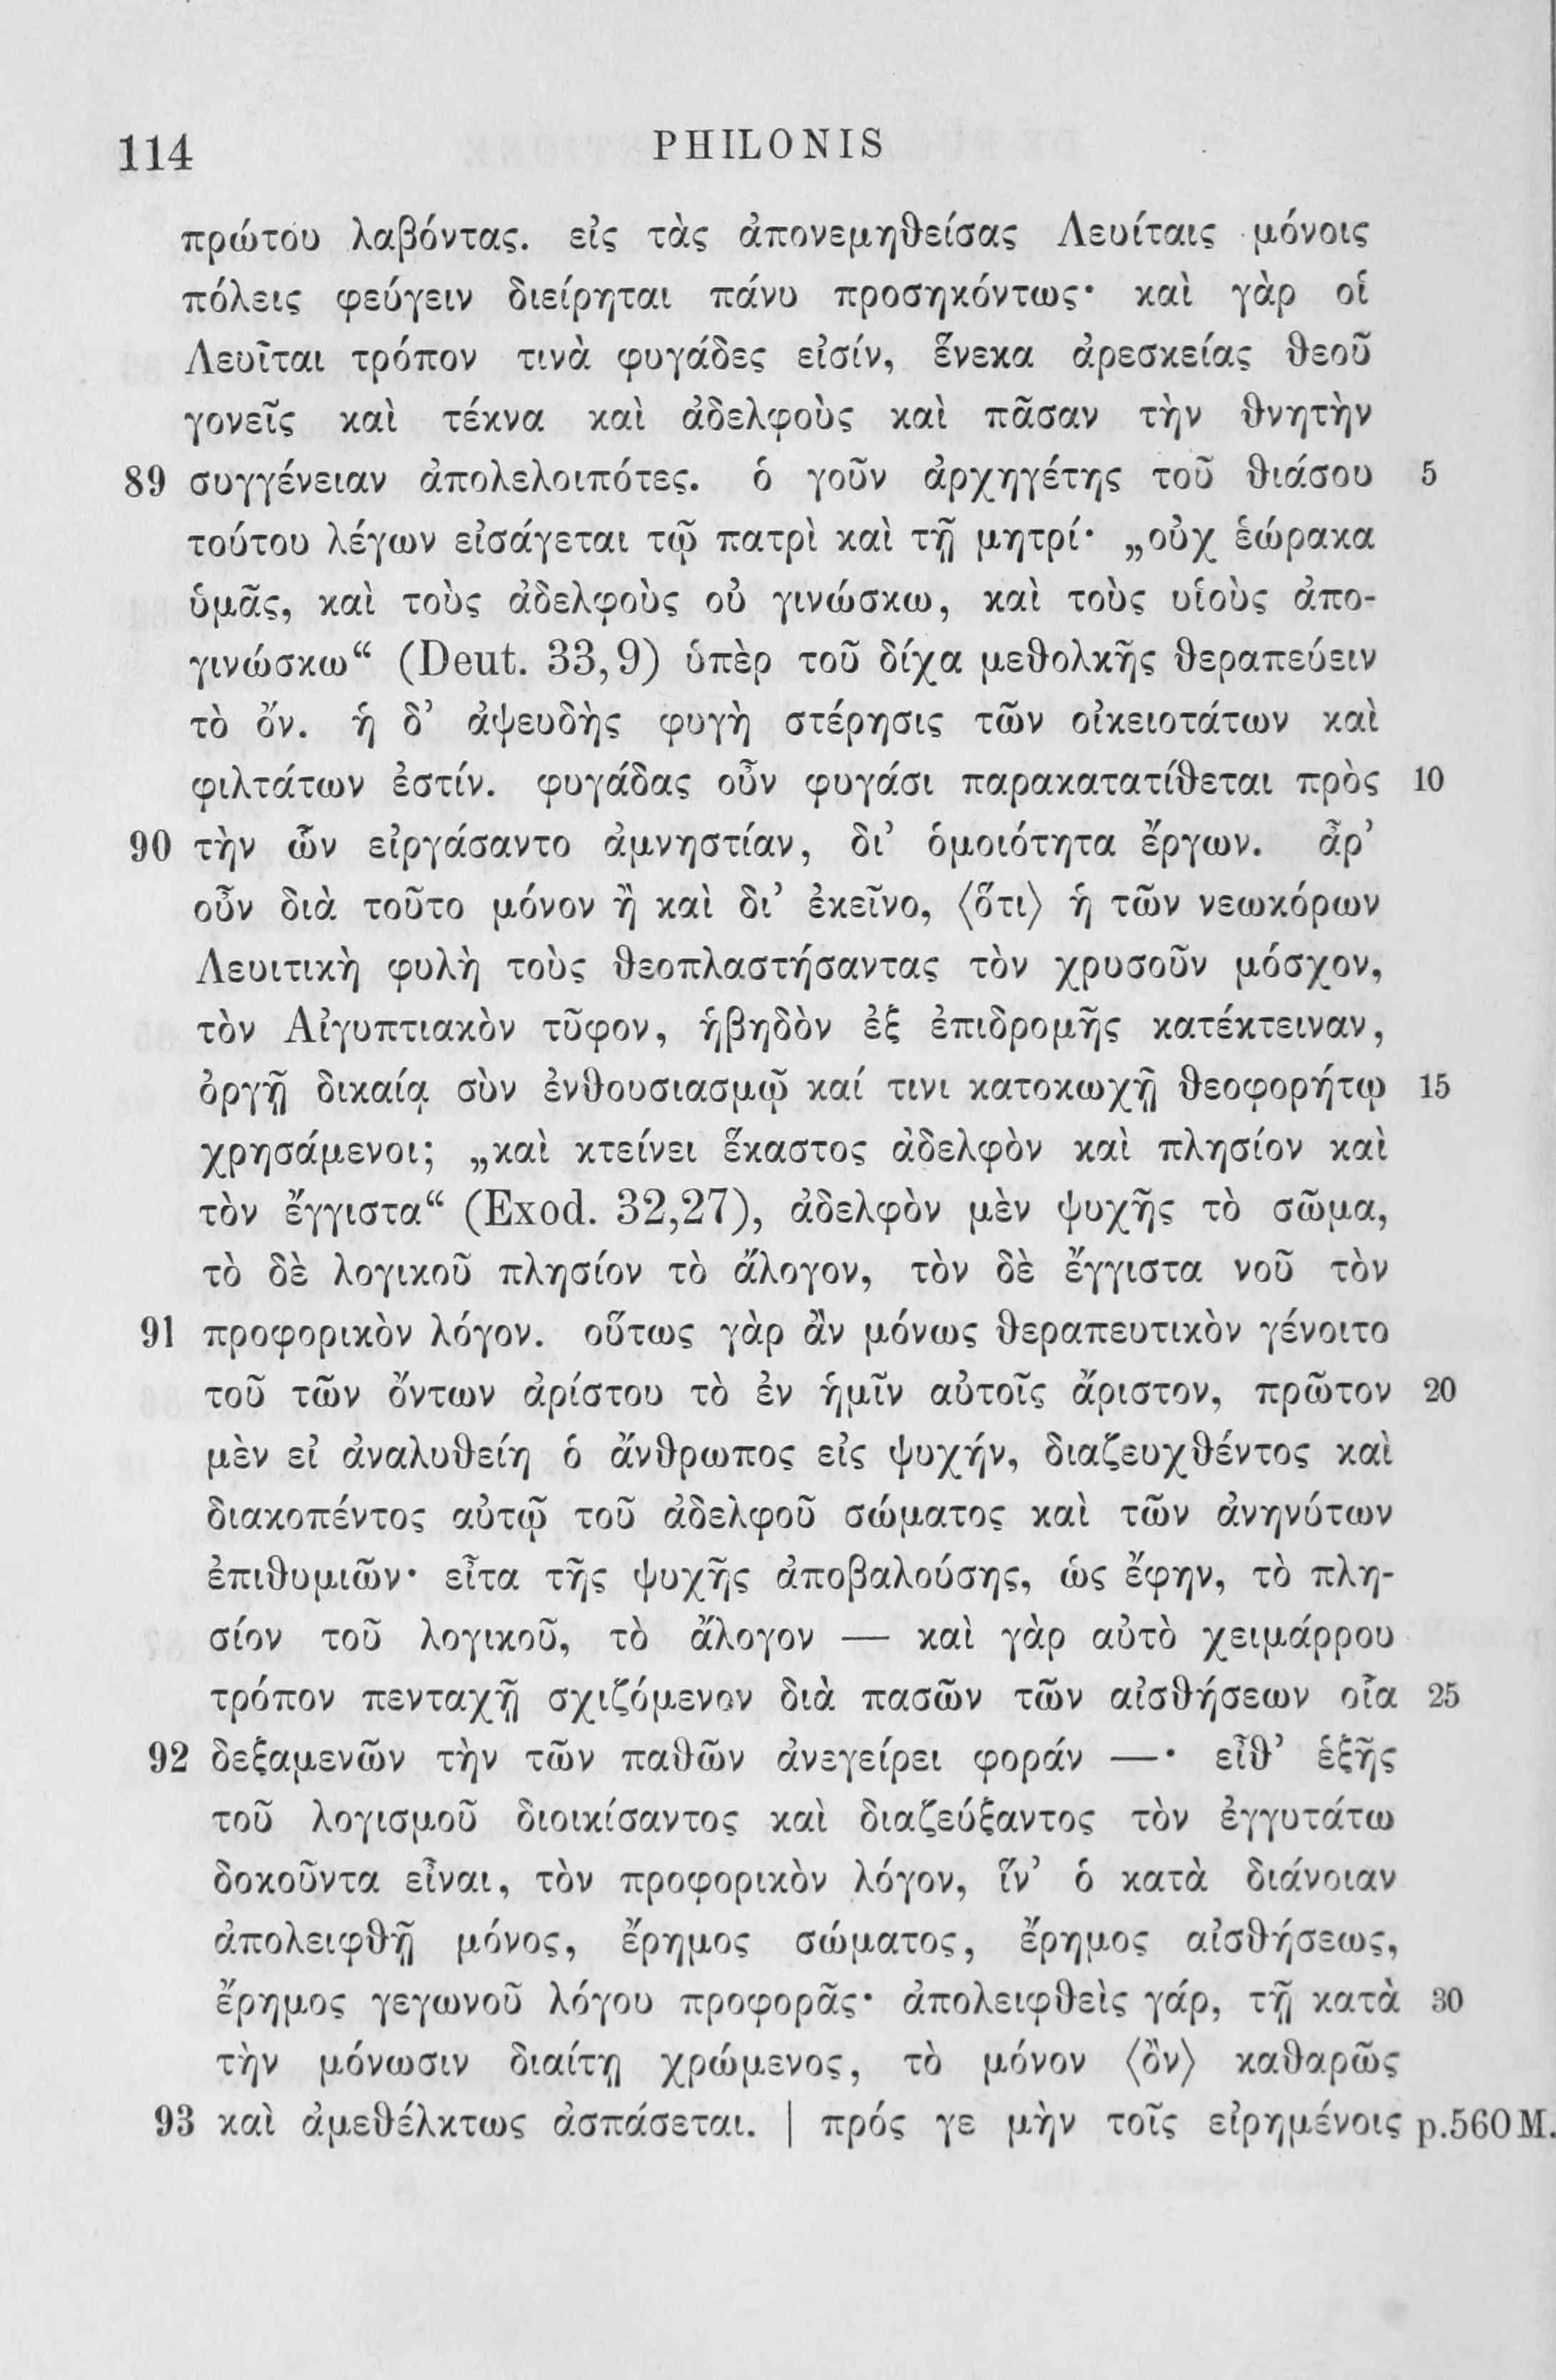 114 PHILONIS
πρώτου λαβόντας. εἰς τὰς ἀπονεμηθείσας Λευίταις μόνοις
πόλεις φεύγειν διείρηται πάνυ προσηκόντως· καὶ γὰρ οἱ
Λευῖται τρόπον τινὰ φυγάδες εἰσίν, ἕνεκα ἀρεσκείας θεοῦ
γονεῖς καὶ τέκνα καὶ ἀδελφοὺς καὶ πᾶσαν τὴν θνητὴν
89 συγγένειαν ἀπολελοιπότες. ὁ γοῦν ἀρχηγέτης τοῦ θιάσου 5
τούτου λέγων εἰσάγεται τῷ πατρὶ καὶ τῇ μητρί· „οὐχ ἑώρακα
ὑμᾶς, καὶ τοὺς ἀδελφοὺς οὐ γινώσκω, καὶ τοὺς υἱοὺς ἀπο-
γινώσκω“ (Deut. 33,9) ὑπὲρ τοῦ δίχα μεθολκῆς θεραπεύειν
τὸ ὄν. ἡ δ’ ἀψευδὴς φυγὴ στέρησις τῶν οἰκειοτάτων καὶ
φιλτάτων ἐστίν. φυγάδας οὖν φυγάσι παρακατατίθεται πρὸς 10
90 τὴν ὧν εἰργάσαντο ἀμνηστίαν, δι’ ὁμοιότητα ἔργων. ἆρ’
οὖν διὰ τοῦτο μόνον ἢ καὶ δι’ ἐκεῖνο, ⟨ὅτι⟩ ἡ τῶν νεωκόρων
Λευιτικὴ φυλὴ τοὺς θεοπλαστήσαντας τὸν χρυσοῦν μόσχον,
τὸν Αἰγυπτιακὸν τῦφον, ἡβηδὸν ἐξ ἐπιδρομῆς κατέκτειναν,
ὀργῇ δικαίᾳ σὺν ἐνθουσιασμῷ καί τινι κατοκωχῇ θεοφορήτῳ 15
χρησάμενοι; „καὶ κτείνει ἕκαστος ἀδελφὸν καὶ πλησίον καὶ
τὸν ἔγγιστα“ (Exod. 32,27), ἀδελφὸν μὲν ψυχῆς τὸ σῶμα,
τὸ δὲ λογικοῦ πλησίον τὸ ἄλογον, τὸν δὲ ἔγγιστα νοῦ τὸν
91 προφορικὸν λόγον. οὕτως γὰρ ἂν μόνως θεραπευτικὸν γένοιτο
τοῦ τῶν ὄντων ἀρίστου τὸ ἐν ἡμῖν αὐτοῖς ἄριστον, πρῶτον 20
μὲν εἰ ἀναλυθείη ὁ ἄνθρωπος εἰς ψυχήν, διαζευχθέντος καὶ
διακοπέντος αὐτῷ τοῦ ἀδελφοῦ σώματος καὶ τῶν ἀνηνύτων
ἐπιθυμιῶν· εἶτα τῆς ψυχῆς ἀποβαλούσης, ὡς ἔφην, τὸ πλη-
σίον τοῦ λογικοῦ, τὸ ἄλογον — καὶ γὰρ αὐτὸ χειμάρρου
τρόπον πενταχῇ σχιζόμενον διὰ πασῶν τῶν αἰσθήσεων οἷα 25
92 δεξαμενῶν τὴν τῶν παθῶν ἀνεγείρει φοράν —· εἶθ’ ἑξῆς
τοῦ λογισμοῦ διοικίσαντος καὶ διαζεύξαντος τὸν ἐγγυτάτω
δοκοῦντα εἶναι, τὸν προφορικὸν λόγον, ἵν’ ὁ κατὰ διάνοιαν
ἀπολειφθῇ μόνος, ἔρημος σώματος, ἔρημος αἰσθήσεως,
ἔρημος γεγωνοῦ λόγου προφορᾶς· ἀπολειφθεὶς γάρ, τῇ κατὰ 30
τὴν μόνωσιν διαίτῃ χρώμενος, τὸ μόνον ⟨ὂν⟩ καθαρῶς
93 καὶ ἀμεθέλκτως ἀσπάσεται. | πρός γε μὴν τοῖς εἰρημένοις p.560 M.